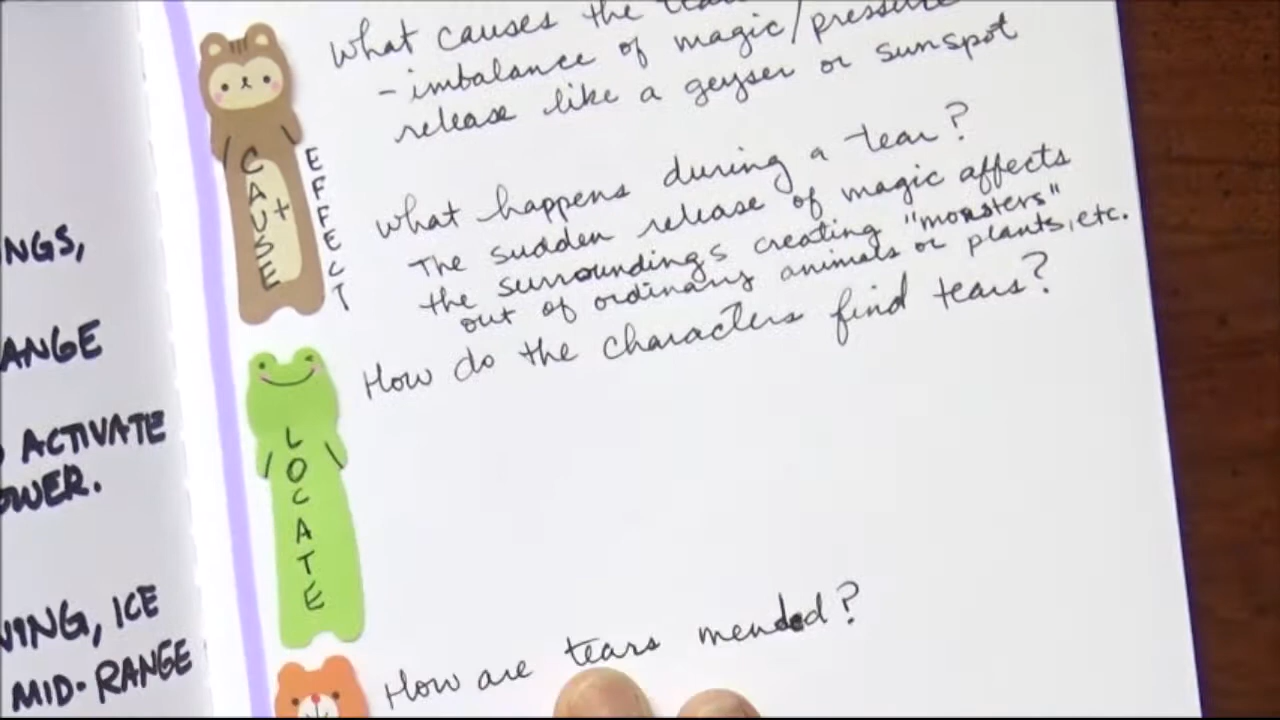 What causes the
- imbalance of magic/pressure
release like a geyser or sunspot
CAUSE + EFFECT
What happens during a tear?
The sudden release of magic affects
the surroundings creating "monsters"
out of ordinary animals or plants, etc.
How do the characters find tears?
LOCATE
How are tears mended?
NGS,
ANGE
ACTIVATE
OWER.
NING, ICE
MID-RANGE